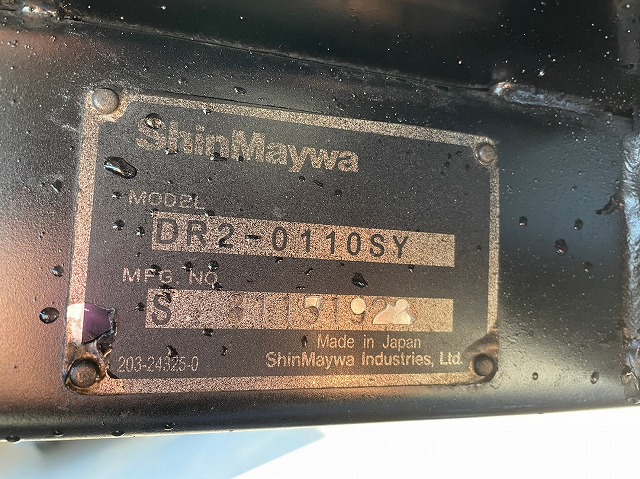 ShinMaywa
MODEL
DR2-0110SY
MFG NO.
S
Made in Japan
203-24325-0
ShinMaywa Industries, Ltd.